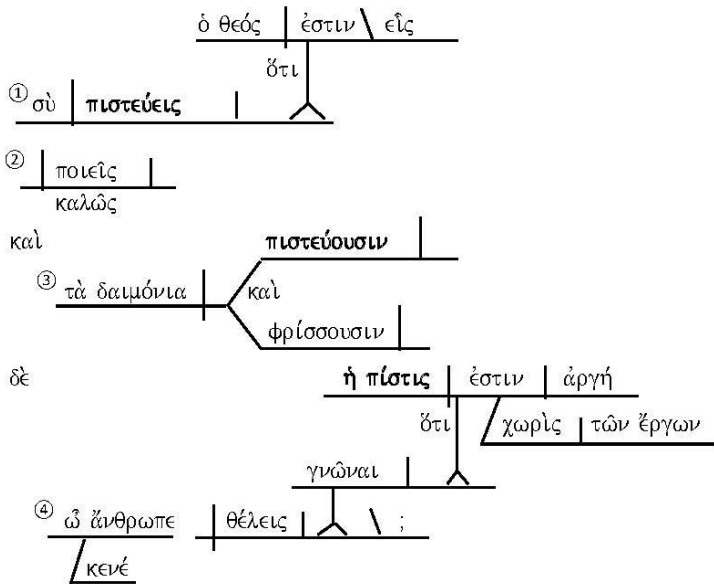 ὁ θεός ἐστιν εἷς
ὅτι
① σὺ πιστεύεις
② ποιεῖς
καλῶς
καὶ
πιστεύουσιν
③ τὰ δαιμόνια καὶ
φρίσσουσιν
δὲ
ἡ πίστις ἐστιν ἀργή
ὅτι χωρὶς τῶν ἔργων
γνῶναι
④ ὦ ἄνθρωπε θέλεις ;
κενέ